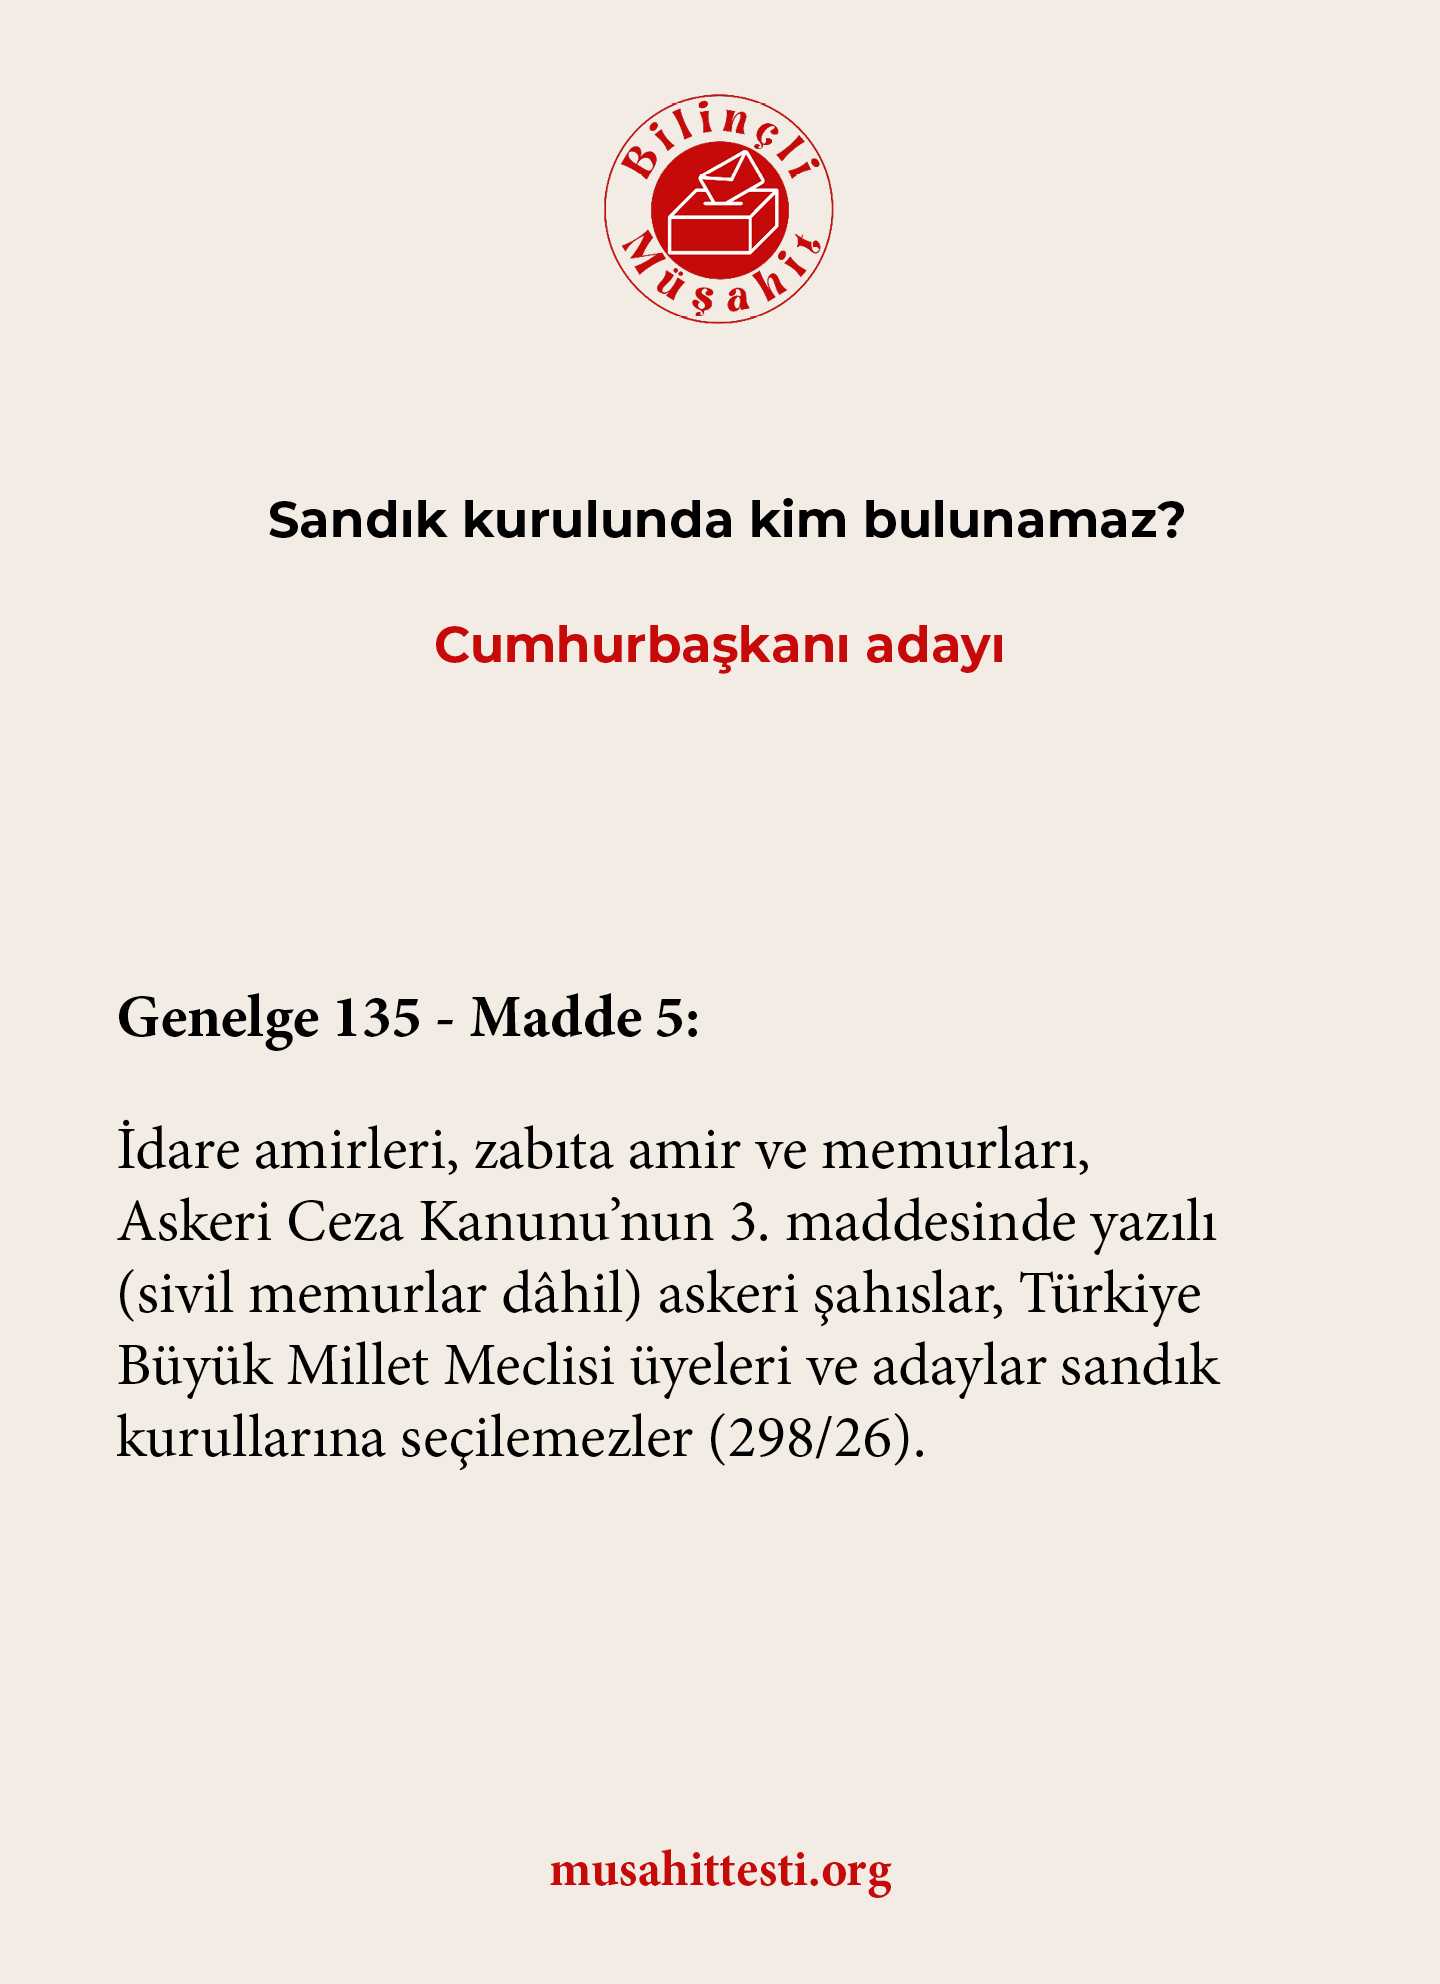 Bilinçli
Müşahit
Sandık kurulunda kim bulunamaz?
Cumhurbaşkanı adayı
Genelge 135 - Madde 5:
İdare amirleri, zabıta amir ve memurları,
Askeri Ceza Kanunu’nun 3. maddesinde yazılı
(sivil memurlar dâhil) askeri şahıslar, Türkiye
Büyük Millet Meclisi üyeleri ve adaylar sandık
kurullarına seçilemezler (298/26).
musahittesti.org